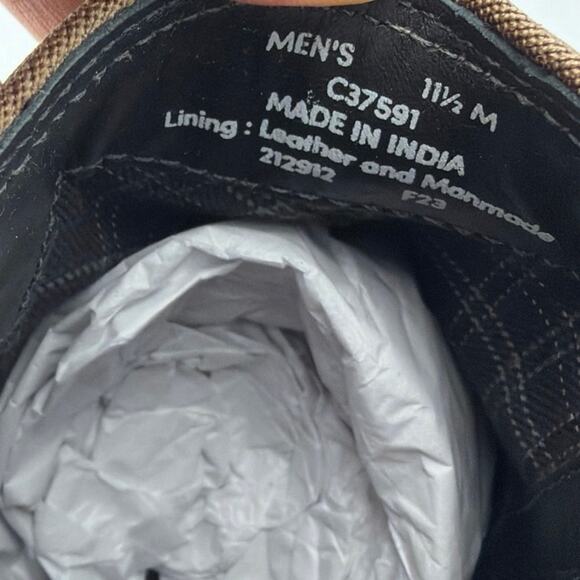 MEN'S 11½ M
C37591
MADE IN INDIA
Lining : Leather and Manmade
212912 F23